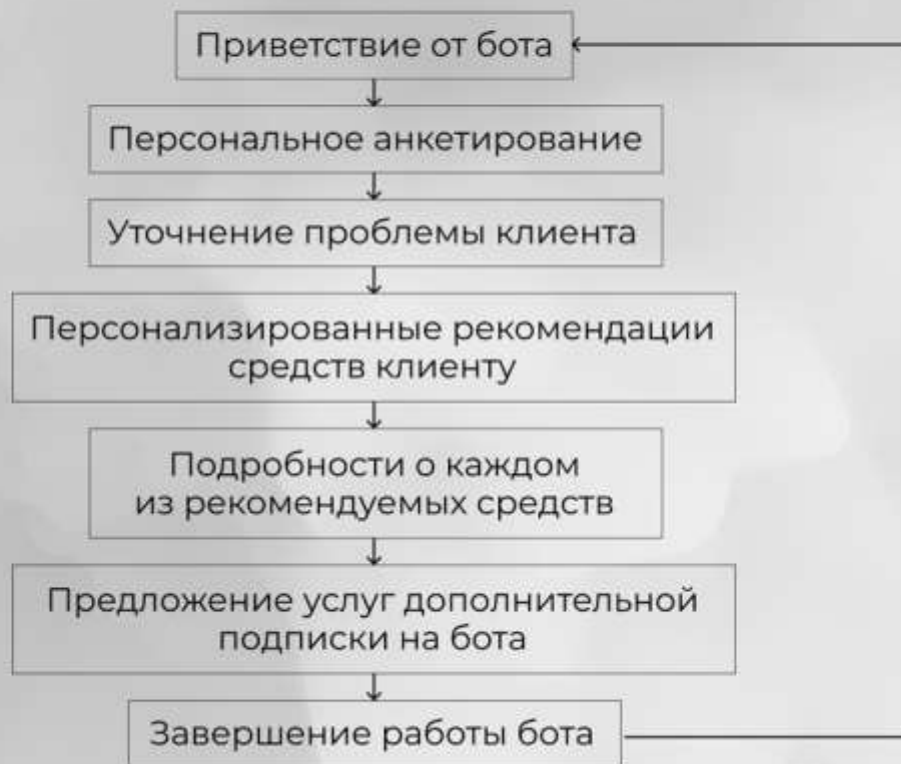 Приветствие от бота
Персональное анкетирование
Уточнение проблемы клиента
Персонализированные рекомендации
средств клиенту
Подробности о каждом
из рекомендуемых средств
Предложение услуг дополнительной
подписки на бота
Завершение работы бота